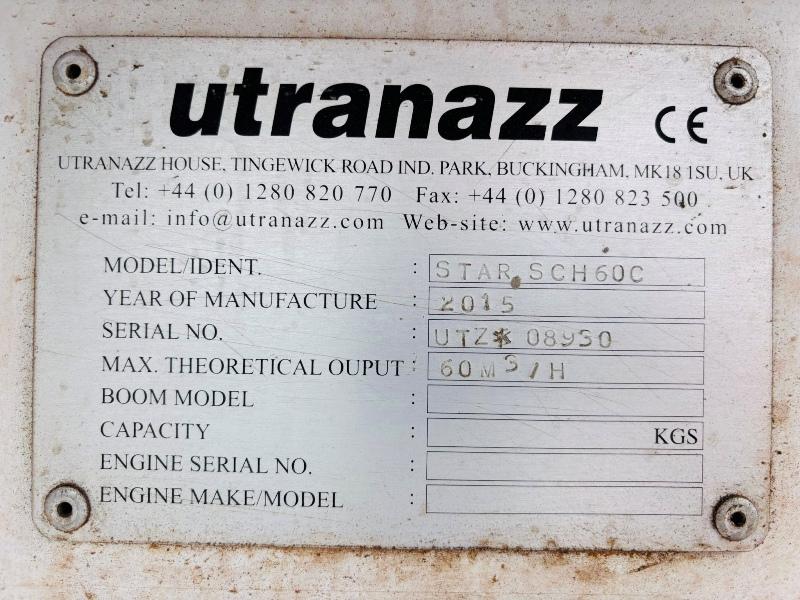 utranazz CE
UTRANAZZ HOUSE, TINGEWICK ROAD IND. PARK, BUCKINGHAM, MK18 1SU, UK
Tel: +44 (0) 1280 820 770 Fax: +44 (0) 1280 823 500
e-mail: info@utranazz.com Web-site: www.utranazz.com
MODEL/IDENT. : STAR SCH60C
YEAR OF MANUFACTURE : 2015
SERIAL NO. : UTZ* 08930
MAX. THEORETICAL OUPUT : 60M³/H
BOOM MODEL :
CAPACITY : KGS
ENGINE SERIAL NO. :
ENGINE MAKE/MODEL :